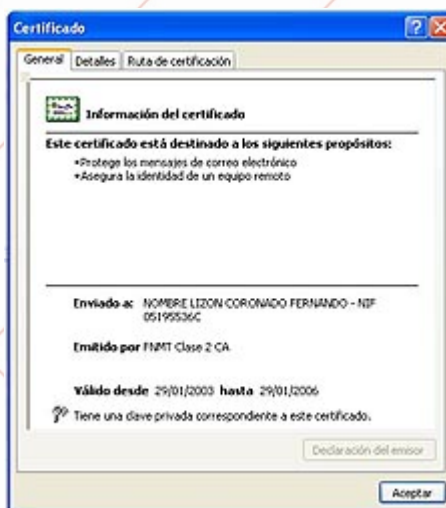 Certificado
General Detalles Ruta de certificación
Información del certificado
Este certificado está destinado a los siguientes propósitos:
•Protege los mensajes de correo electrónico
•Asegura la identidad de un equipo remoto
Enviado a: NOMBRE LIZON CORONADO FERNANDO - NIF
05195536C
Emitido por FNMT Clase 2 CA
Válido desde 29/01/2003 hasta 29/01/2006
Tiene una clave privada correspondiente a este certificado.
Declaración del emisor
Aceptar